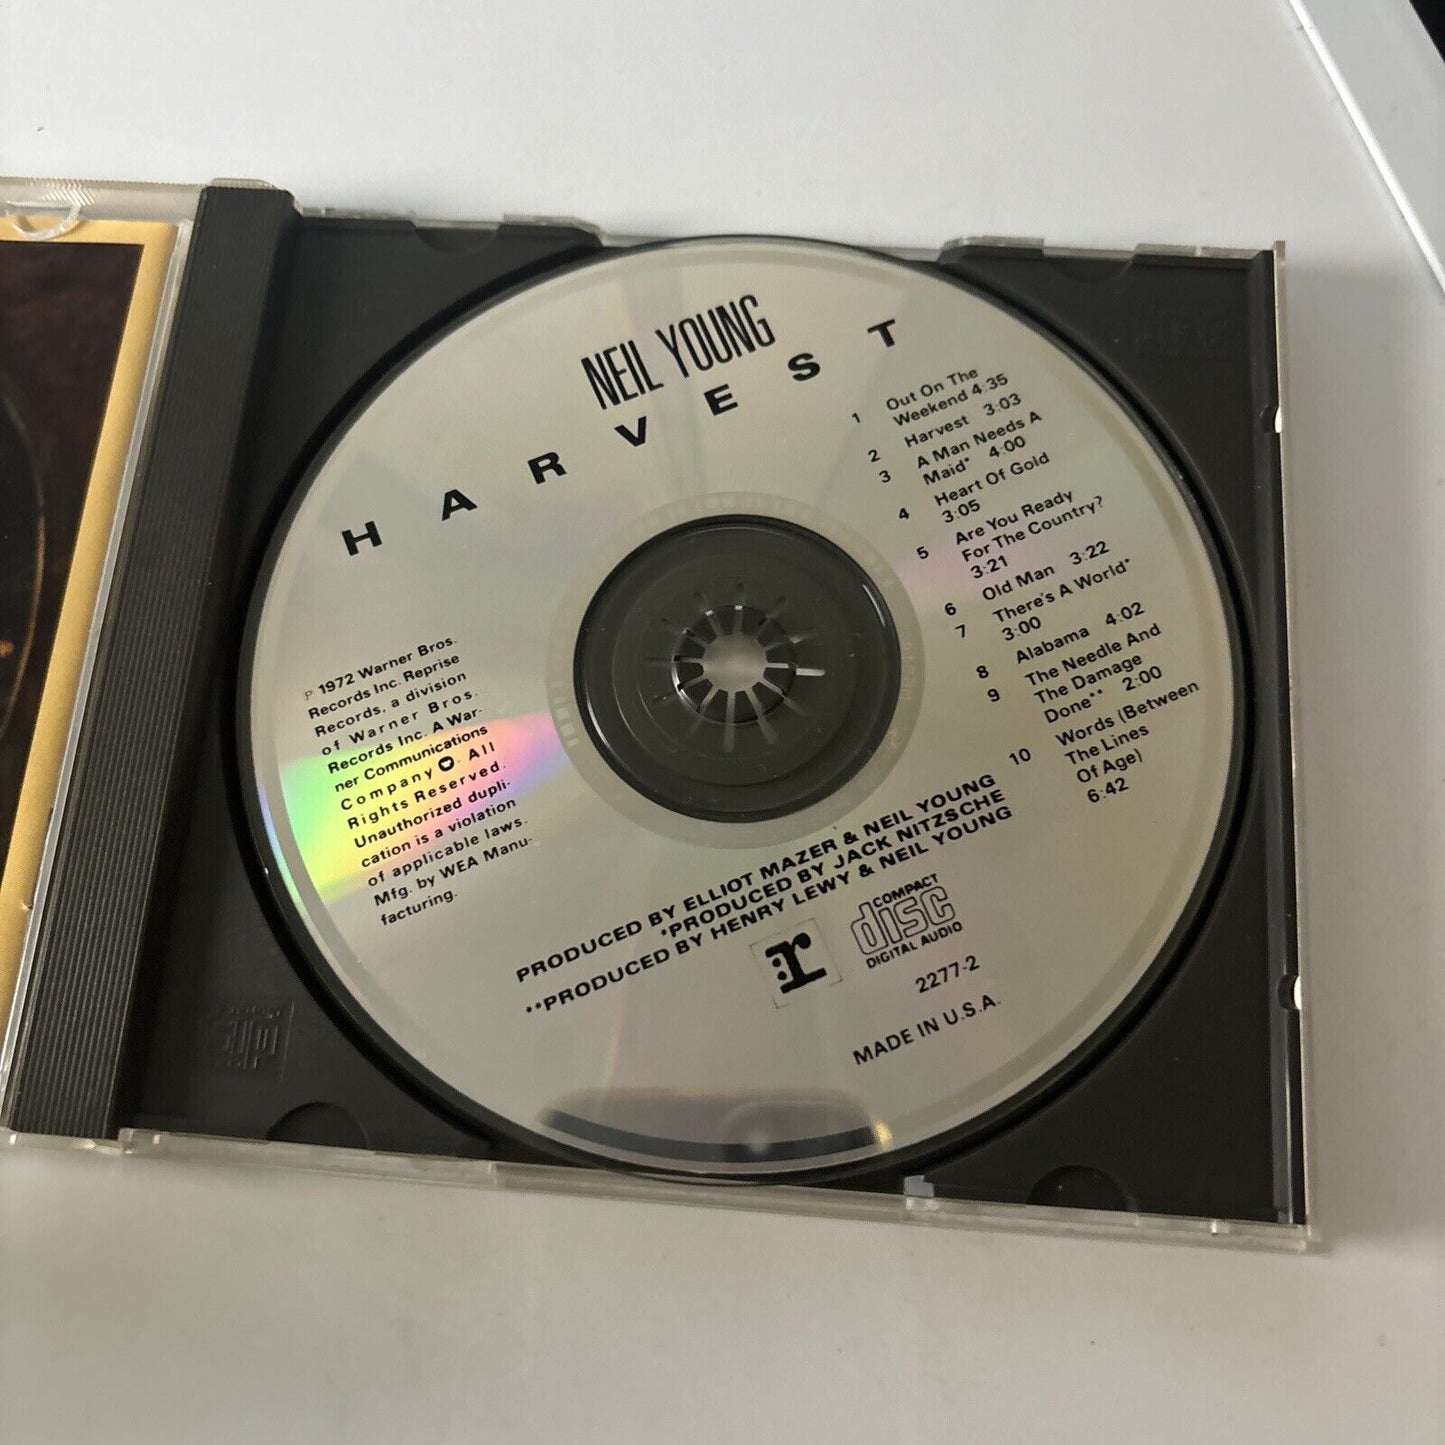 NEIL YOUNG
HARVEST
1 Out On The
Weekend 4:35
2 Harvest 3:03
3 A Man Needs A
Maid* 4:00
4 Heart Of Gold
3:05
5 Are You Ready
For The Country?
3:21
6 Old Man 3:22
7 There's A World*
3:00
8 Alabama 4:02
9 The Needle And
The Damage
Done** 2:00
10 Words (Between
The Lines
Of Age)
6:42
℗ 1972 Warner Bros.
Records Inc. Reprise
Records, a division
of Warner Bros.
Records Inc. A War-
ner Communications
Company. All
Rights Reserved.
Unauthorized dupli-
cation is a violation
of applicable laws.
Mfg. by WEA Manu-
facturing.
PRODUCED BY ELLIOT MAZER & NEIL YOUNG
*PRODUCED BY JACK NITZSCHE
**PRODUCED BY HENRY LEWY & NEIL YOUNG
:r
COMPACT
disc
DIGITAL AUDIO
2277-2
MADE IN U.S.A.